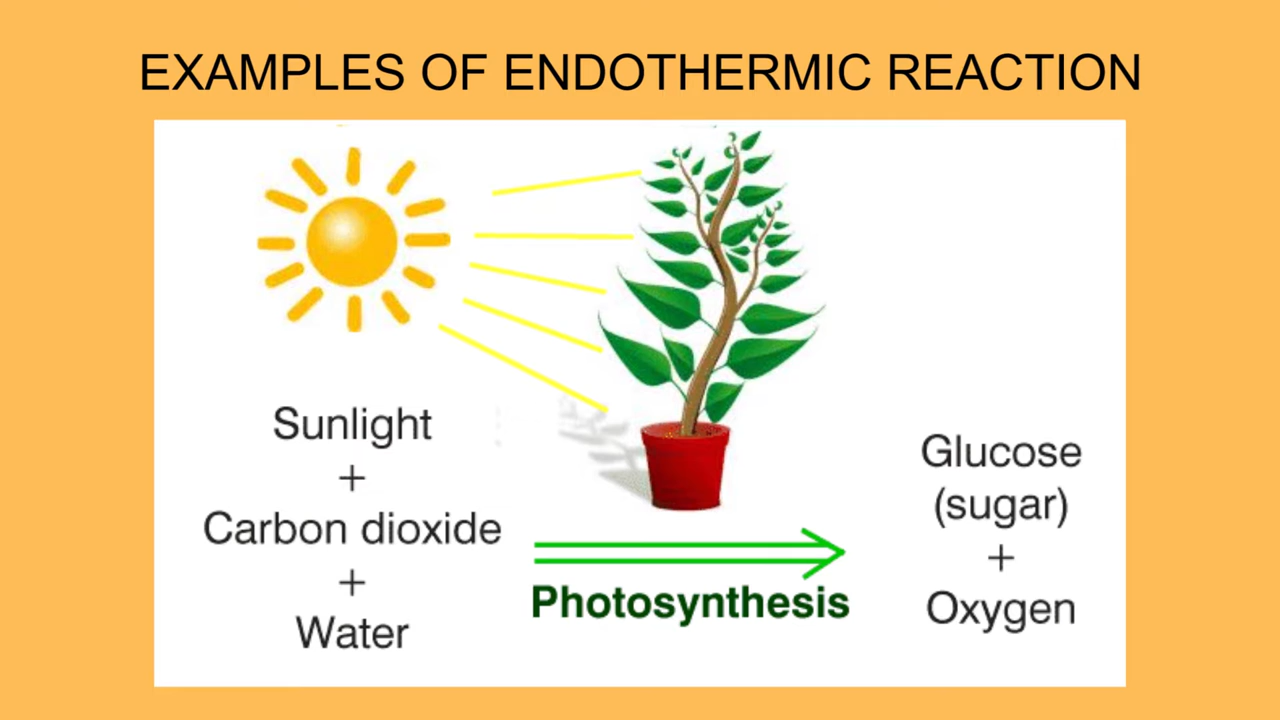 EXAMPLES OF ENDOTHERMIC REACTION
Sunlight
+
Carbon dioxide
+
Water
Photosynthesis
Glucose
(sugar)
+
Oxygen